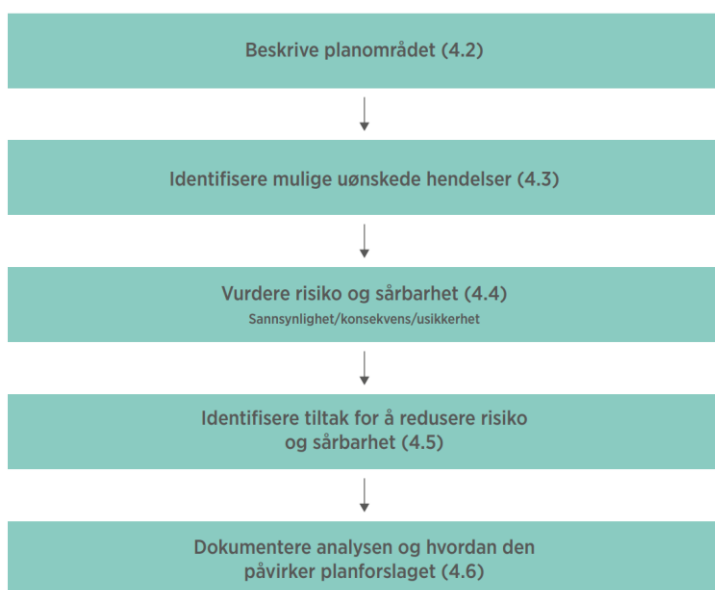 Beskrive planområdet (4.2)
Identifisere mulige uønskede hendelser (4.3)
Vurdere risiko og sårbarhet (4.4)
Sannsynlighet/konsekvens/usikkerhet
Identifisere tiltak for å redusere risiko
og sårbarhet (4.5)
Dokumentere analysen og hvordan den
påvirker planforslaget (4.6)